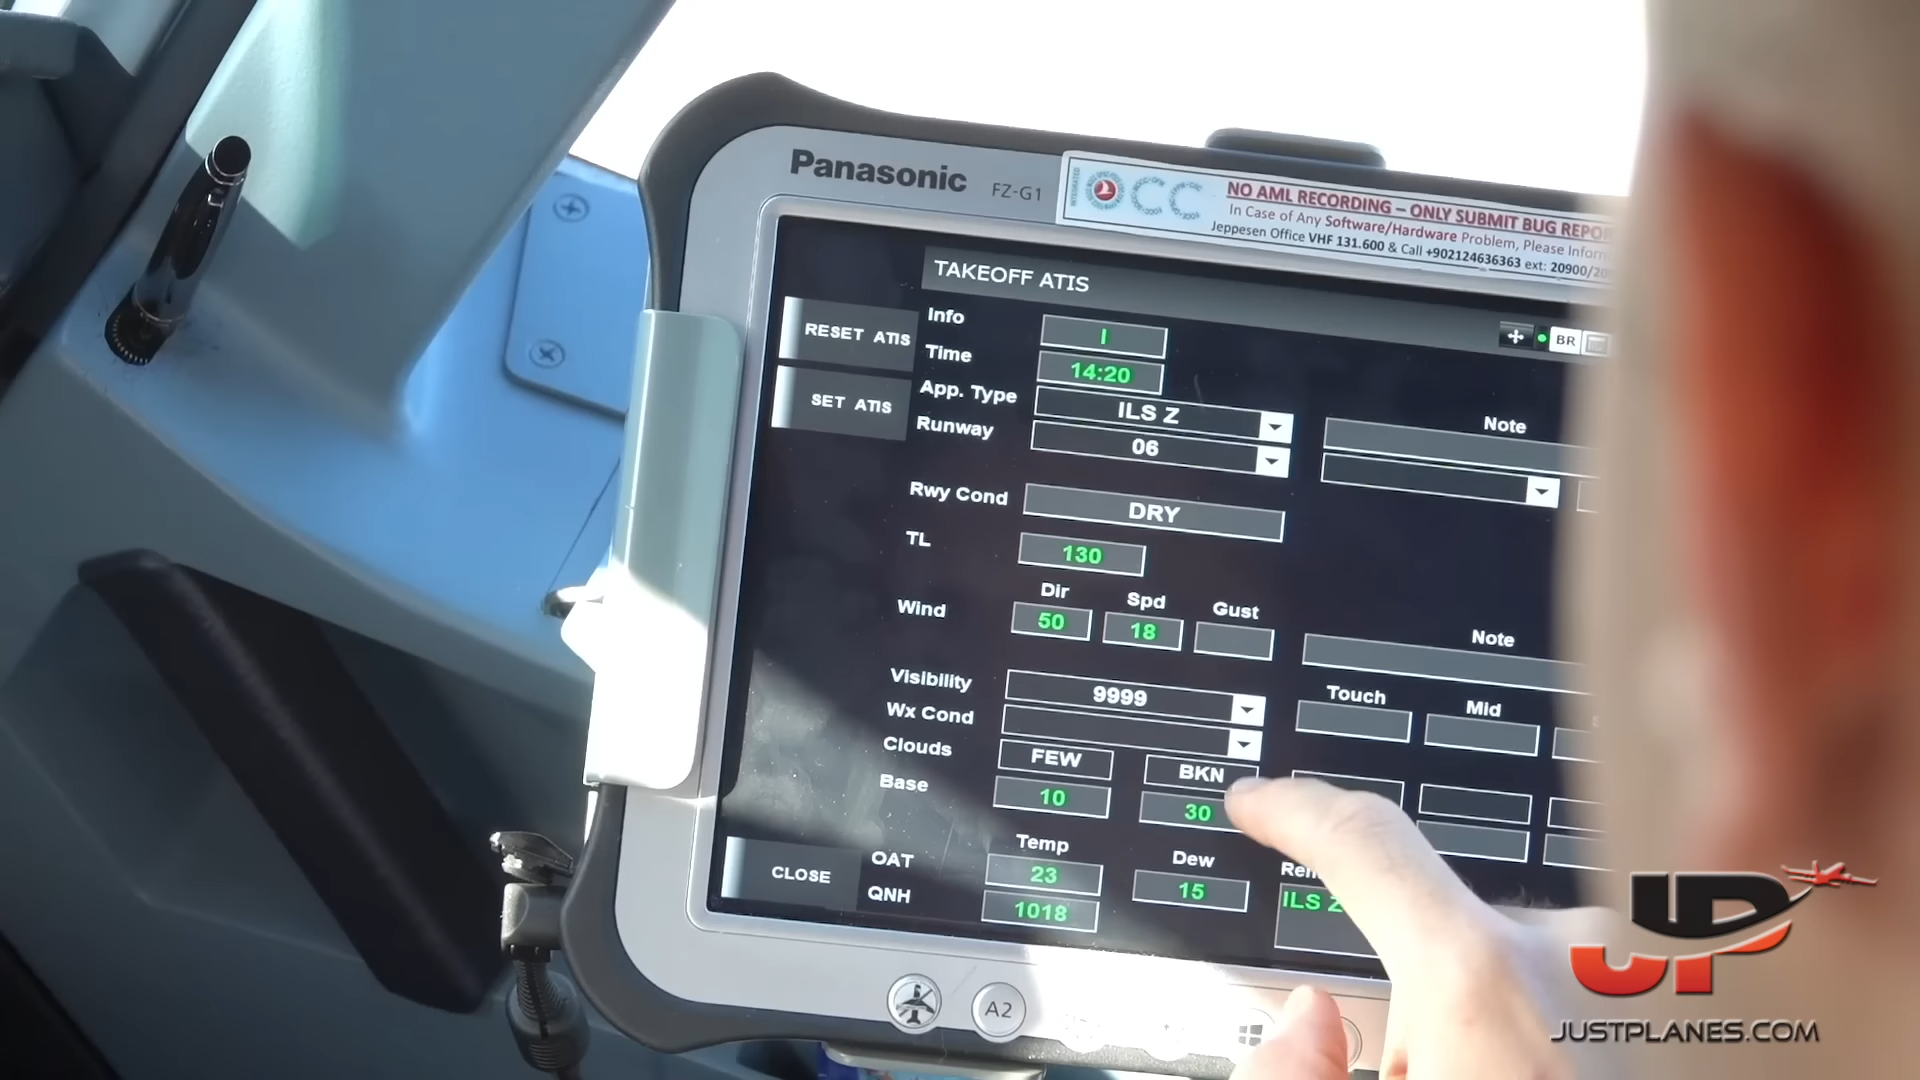 Panasonic FZ-G1
NO AML RECORDING – ONLY SUBMIT BUG REPOR
In Case of Any Software/Hardware Problem, Please Inform
Jeppesen Office VHF 131.600 & Call +902124636363 ext: 20900/20
TAKEOFF ATIS
BR
RESET ATIS
SET ATIS
Info I
Time 14:20
App. Type ILS Z
Runway 06
Note
Rwy Cond DRY
TL 130
Dir Spd Gust
Wind 50 18
Note
Visibility 9999
Touch Mid
Wx Cond
Clouds FEW BKN
Base 10 30
Temp Dew
OAT 23 15
QNH 1018
ILS Z
CLOSE
A2
JP
JUSTPLANES.COM